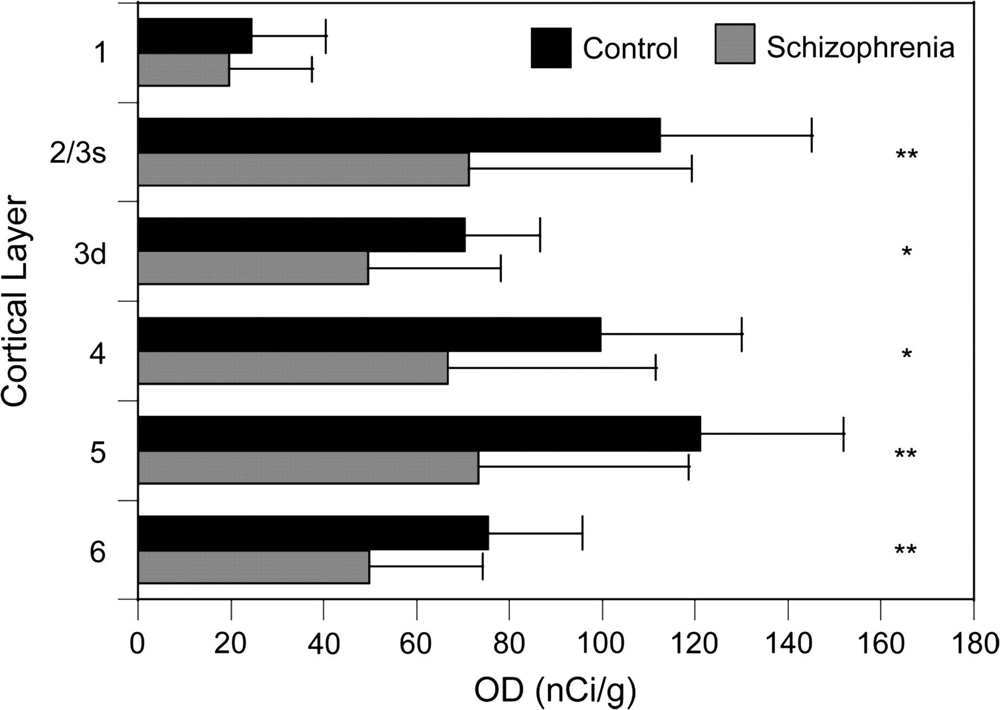 Control Schizophrenia
1
2/3s
**
3d
*
4
*
5
**
6
**
Cortical Layer
0 20 40 60 80 100 120 140 160 180
OD (nCi/g)